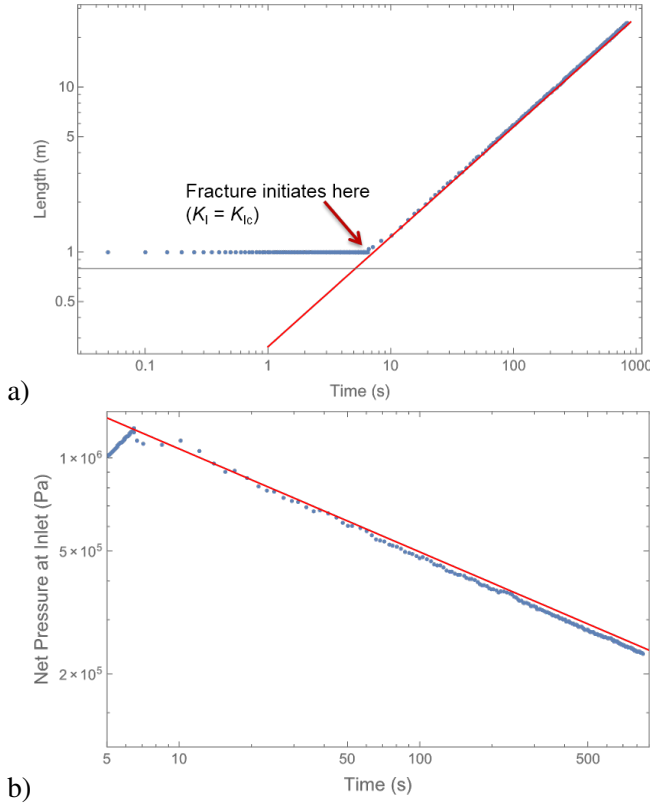 10
5
1
0.5
Length (m)
Fracture initiates here
(KI = KIc)
0.1 1 10 100 1000
Time (s)
a)
1 × 10^6
5 × 10^5
2 × 10^5
Net Pressure at Inlet (Pa)
5 10 50 100 500
Time (s)
b)